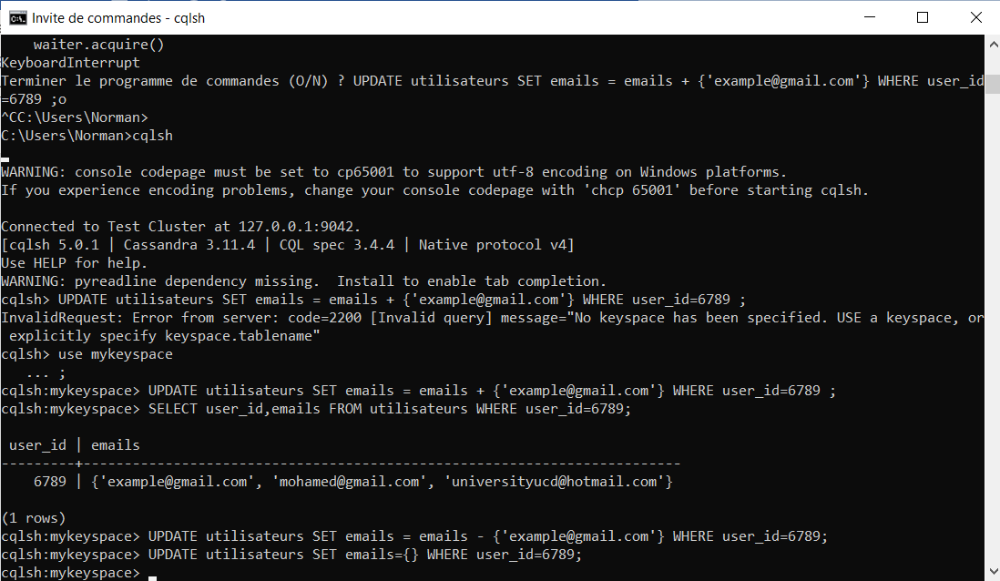 Invite de commandes - cqlsh
    waiter.acquire()
KeyboardInterrupt
Terminer le programme de commandes (O/N) ? UPDATE utilisateurs SET emails = emails + {'example@gmail.com'} WHERE user_id
=6789 ;o
^CC:\Users\Norman>
C:\Users\Norman>cqlsh
WARNING: console codepage must be set to cp65001 to support utf-8 encoding on Windows platforms.
If you experience encoding problems, change your console codepage with 'chcp 65001' before starting cqlsh.
Connected to Test Cluster at 127.0.0.1:9042.
[cqlsh 5.0.1 | Cassandra 3.11.4 | CQL spec 3.4.4 | Native protocol v4]
Use HELP for help.
WARNING: pyreadline dependency missing.  Install to enable tab completion.
cqlsh> UPDATE utilisateurs SET emails = emails + {'example@gmail.com'} WHERE user_id=6789 ;
InvalidRequest: Error from server: code=2200 [Invalid query] message="No keyspace has been specified. USE a keyspace, or
 explicitly specify keyspace.tablename"
cqlsh> use mykeyspace
   ... ;
cqlsh:mykeyspace> UPDATE utilisateurs SET emails = emails + {'example@gmail.com'} WHERE user_id=6789 ;
cqlsh:mykeyspace> SELECT user_id,emails FROM utilisateurs WHERE user_id=6789;
 user_id | emails
---------+-------------------------------------------------------------------------
    6789 | {'example@gmail.com', 'mohamed@gmail.com', 'universityucd@hotmail.com'}
(1 rows)
cqlsh:mykeyspace> UPDATE utilisateurs SET emails = emails - {'example@gmail.com'} WHERE user_id=6789;
cqlsh:mykeyspace> UPDATE utilisateurs SET emails={} WHERE user_id=6789;
cqlsh:mykeyspace>